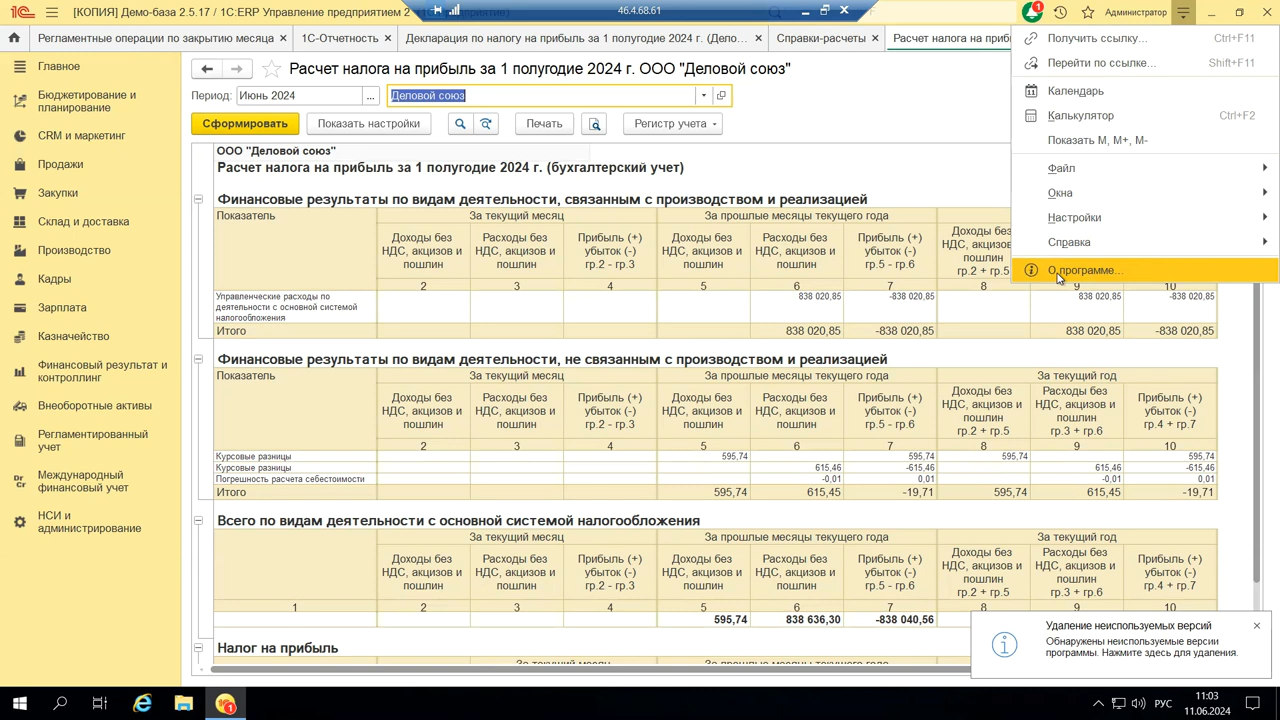 [КОПИЯ] Демо-база 2.5.17 / 1С:ERP Управление предприятием 2
46.4.68.61
Администратор
Регламентные операции по закрытию месяца ×
1С-Отчетность ×
Декларация по налогу на прибыль за 1 полугодие 2024 г. (Дело... ×
Справки-расчеты ×
Расчет налога на приб
Главное
Бюджетирование и
планирование
CRM и маркетинг
Продажи
Закупки
Склад и доставка
Производство
Кадры
Зарплата
Казначейство
Финансовый результат и
контроллинг
Внеоборотные активы
Регламентированный
учет
Международный
финансовый учет
НСИ и
администрирование
Расчет налога на прибыль за 1 полугодие 2024 г. ООО "Деловой союз"
Период: Июнь 2024 ... Деловой союз
Сформировать Показать настройки Печать Регистр учета
ООО "Деловой союз"
Расчет налога на прибыль за 1 полугодие 2024 г. (бухгалтерский учет)
Финансовые результаты по видам деятельности, связанным с производством и реализацией
Показатель За текущий месяц За прошлые месяцы текущего года
Доходы без НДС, акцизов и пошлин
Расходы без НДС, акцизов и пошлин
Прибыль (+) убыток (-) гр.2 - гр.3
Доходы без НДС, акцизов и пошлин
Расходы без НДС, акцизов и пошлин
Прибыль (+) убыток (-) гр.5 - гр.6
Доходы без НДС, акцизов и пошлин гр.2 + гр.5
2 3 4 5 6 7 8 9 10
Управленческие расходы по
деятельности с основной системой
налогообложения
838 020,85 -838 020,85 838 020,85 -838 020,85
Итого 838 020,85 -838 020,85 838 020,85 -838 020,85
Финансовые результаты по видам деятельности, не связанным с производством и реализацией
Показатель За текущий месяц За прошлые месяцы текущего года За текущий год
Доходы без НДС, акцизов и пошлин
Расходы без НДС, акцизов и пошлин
Прибыль (+) убыток (-) гр.2 - гр.3
Доходы без НДС, акцизов и пошлин
Расходы без НДС, акцизов и пошлин
Прибыль (+) убыток (-) гр.5 - гр.6
Доходы без НДС, акцизов и пошлин гр.2 + гр.5
Расходы без НДС, акцизов и пошлин гр.3 + гр.6
Прибыль (+) убыток (-) гр.4 + гр.7
2 3 4 5 6 7 8 9 10
Курсовые разницы 595,74 595,74 595,74 595,74
Курсовые разницы 615,46 -615,46 615,46 -615,46
Погрешность расчета себестоимости -0,01 0,01 -0,01 0,01
Итого 595,74 615,45 -19,71 595,74 615,45 -19,71
Всего по видам деятельности с основной системой налогообложения
За текущий месяц За прошлые месяцы текущего года За текущий год
Доходы без НДС, акцизов и пошлин
Расходы без НДС, акцизов и пошлин
Прибыль (+) убыток (-) гр.2 - гр.3
Доходы без НДС, акцизов и пошлин
Расходы без НДС, акцизов и пошлин
Прибыль (+) убыток (-) гр.5 - гр.6
Доходы без НДС, акцизов и пошлин гр.2 + гр.5
Расходы без НДС, акцизов и пошлин гр.3 + гр.6
Прибыль (+) убыток (-) гр.4 + гр.7
1 2 3 4 5 6 7 8 9 10
595,74 838 636,30 -838 040,56
Налог на прибыль
Получить ссылку... Ctrl+F11
Перейти по ссылке... Shift+F11
Календарь
Калькулятор Ctrl+F2
Показать M, M+, M-
Файл
Окна
Настройки
Справка
О программе...
Удаление неиспользуемых версий
Обнаружены неиспользуемые версии
программы. Нажмите здесь для удаления.
РУС
11:03
11.06.2024